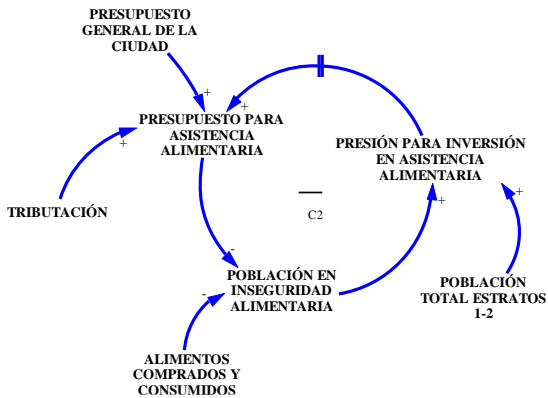 PRESUPUESTO
GENERAL DE LA
CIUDAD
+
+
PRESUPUESTO PARA
ASISTENCIA
ALIMENTARIA
+
PRESIÓN PARA INVERSIÓN
EN ASISTENCIA
ALIMENTARIA
+
+
TRIBUTACIÓN
C2
-
POBLACIÓN EN
INSEGURIDAD
ALIMENTARIA
-
POBLACIÓN
TOTAL ESTRATOS
1-2
ALIMENTOS
COMPRADOS Y
CONSUMIDOS